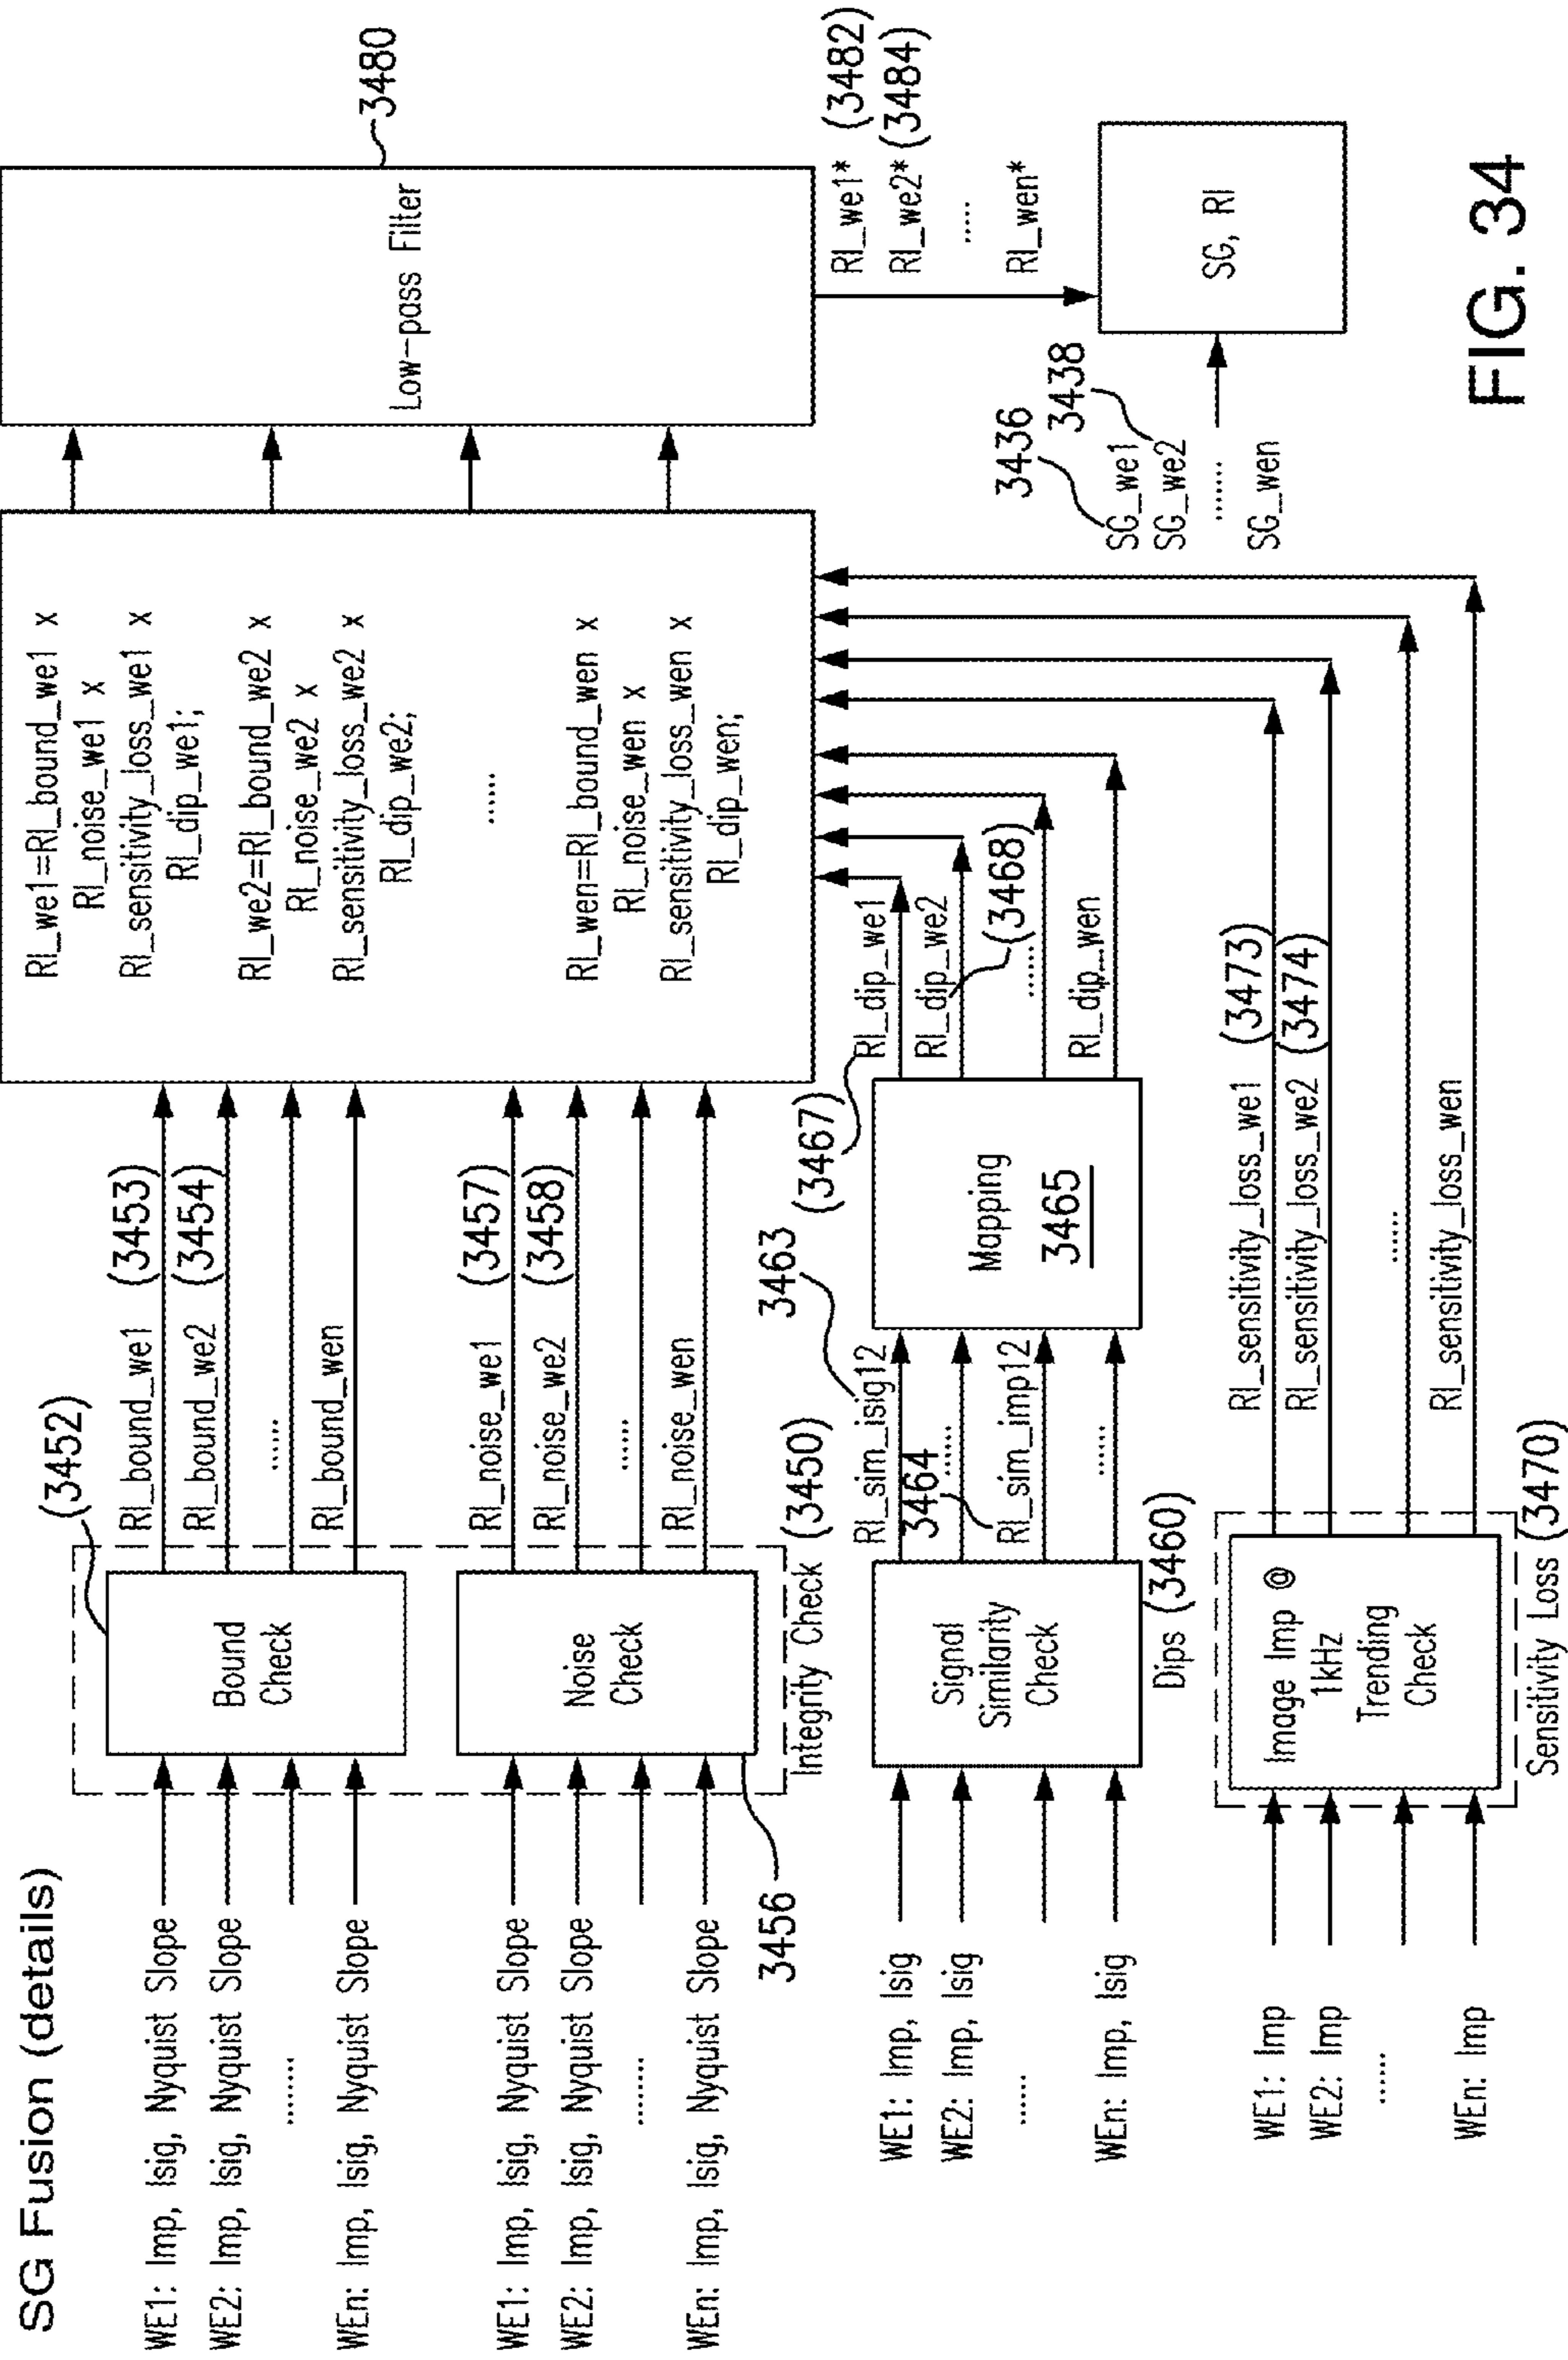 SG Fusion (details)
WE1: Imp, Isig, Nyquist Slope
WE2: Imp, Isig, Nyquist Slope
........
WEn: Imp, Isig, Nyquist Slope
(3452)
Bound
Check
RI_bound_we1 (3453)
RI_bound_we2 (3454)
......
RI_bound_wen
WE1: Imp, Isig, Nyquist Slope
WE2: Imp, Isig, Nyquist Slope
........
WEn: Imp, Isig, Nyquist Slope
3456
Noise
Check
Integrity Check (3450)
RI_noise_we1 (3457)
RI_noise_we2 (3458)
......
RI_noise_wen
WE1: Imp, Isig
WE2: Imp, Isig
......
WEn: Imp, Isig
Signal
Similarity
Check
Dips (3460)
3463
RI_sim_isig12
......
3464
RI_sim_imp12
......
Mapping
3465
(3467)
RI_dip_we1
RI_dip_we2
(3468)
......
RI_dip_wen
WE1: Imp
WE2: Imp
......
WEn: Imp
Image Imp @
1kHz
Trending
Check
Sensitivity Loss (3470)
RI_sensitivity_loss_we1 (3473)
RI_sensitivity_loss_we2 (3474)
......
RI_sensitivity_loss_wen
RI_we1=RI_bound_we1 x
RI_noise_we1 x
RI_sensitivity_loss_we1 x
RI_dip_we1;
RI_we2=RI_bound_we2 x
RI_noise_we2 x
RI_sensitivity_loss_we2 x
RI_dip_we2;
......
RI_wen=RI_bound_wen x
RI_noise_wen x
RI_sensitivity_loss_wen x
RI_dip_wen;
Low-pass Filter
3480
RI_we1* (3482)
RI_we2* (3484)
.....
RI_wen*
3436
3438
SG_we1
SG_we2
.......
SG_wen
SG, RI
FIG. 34